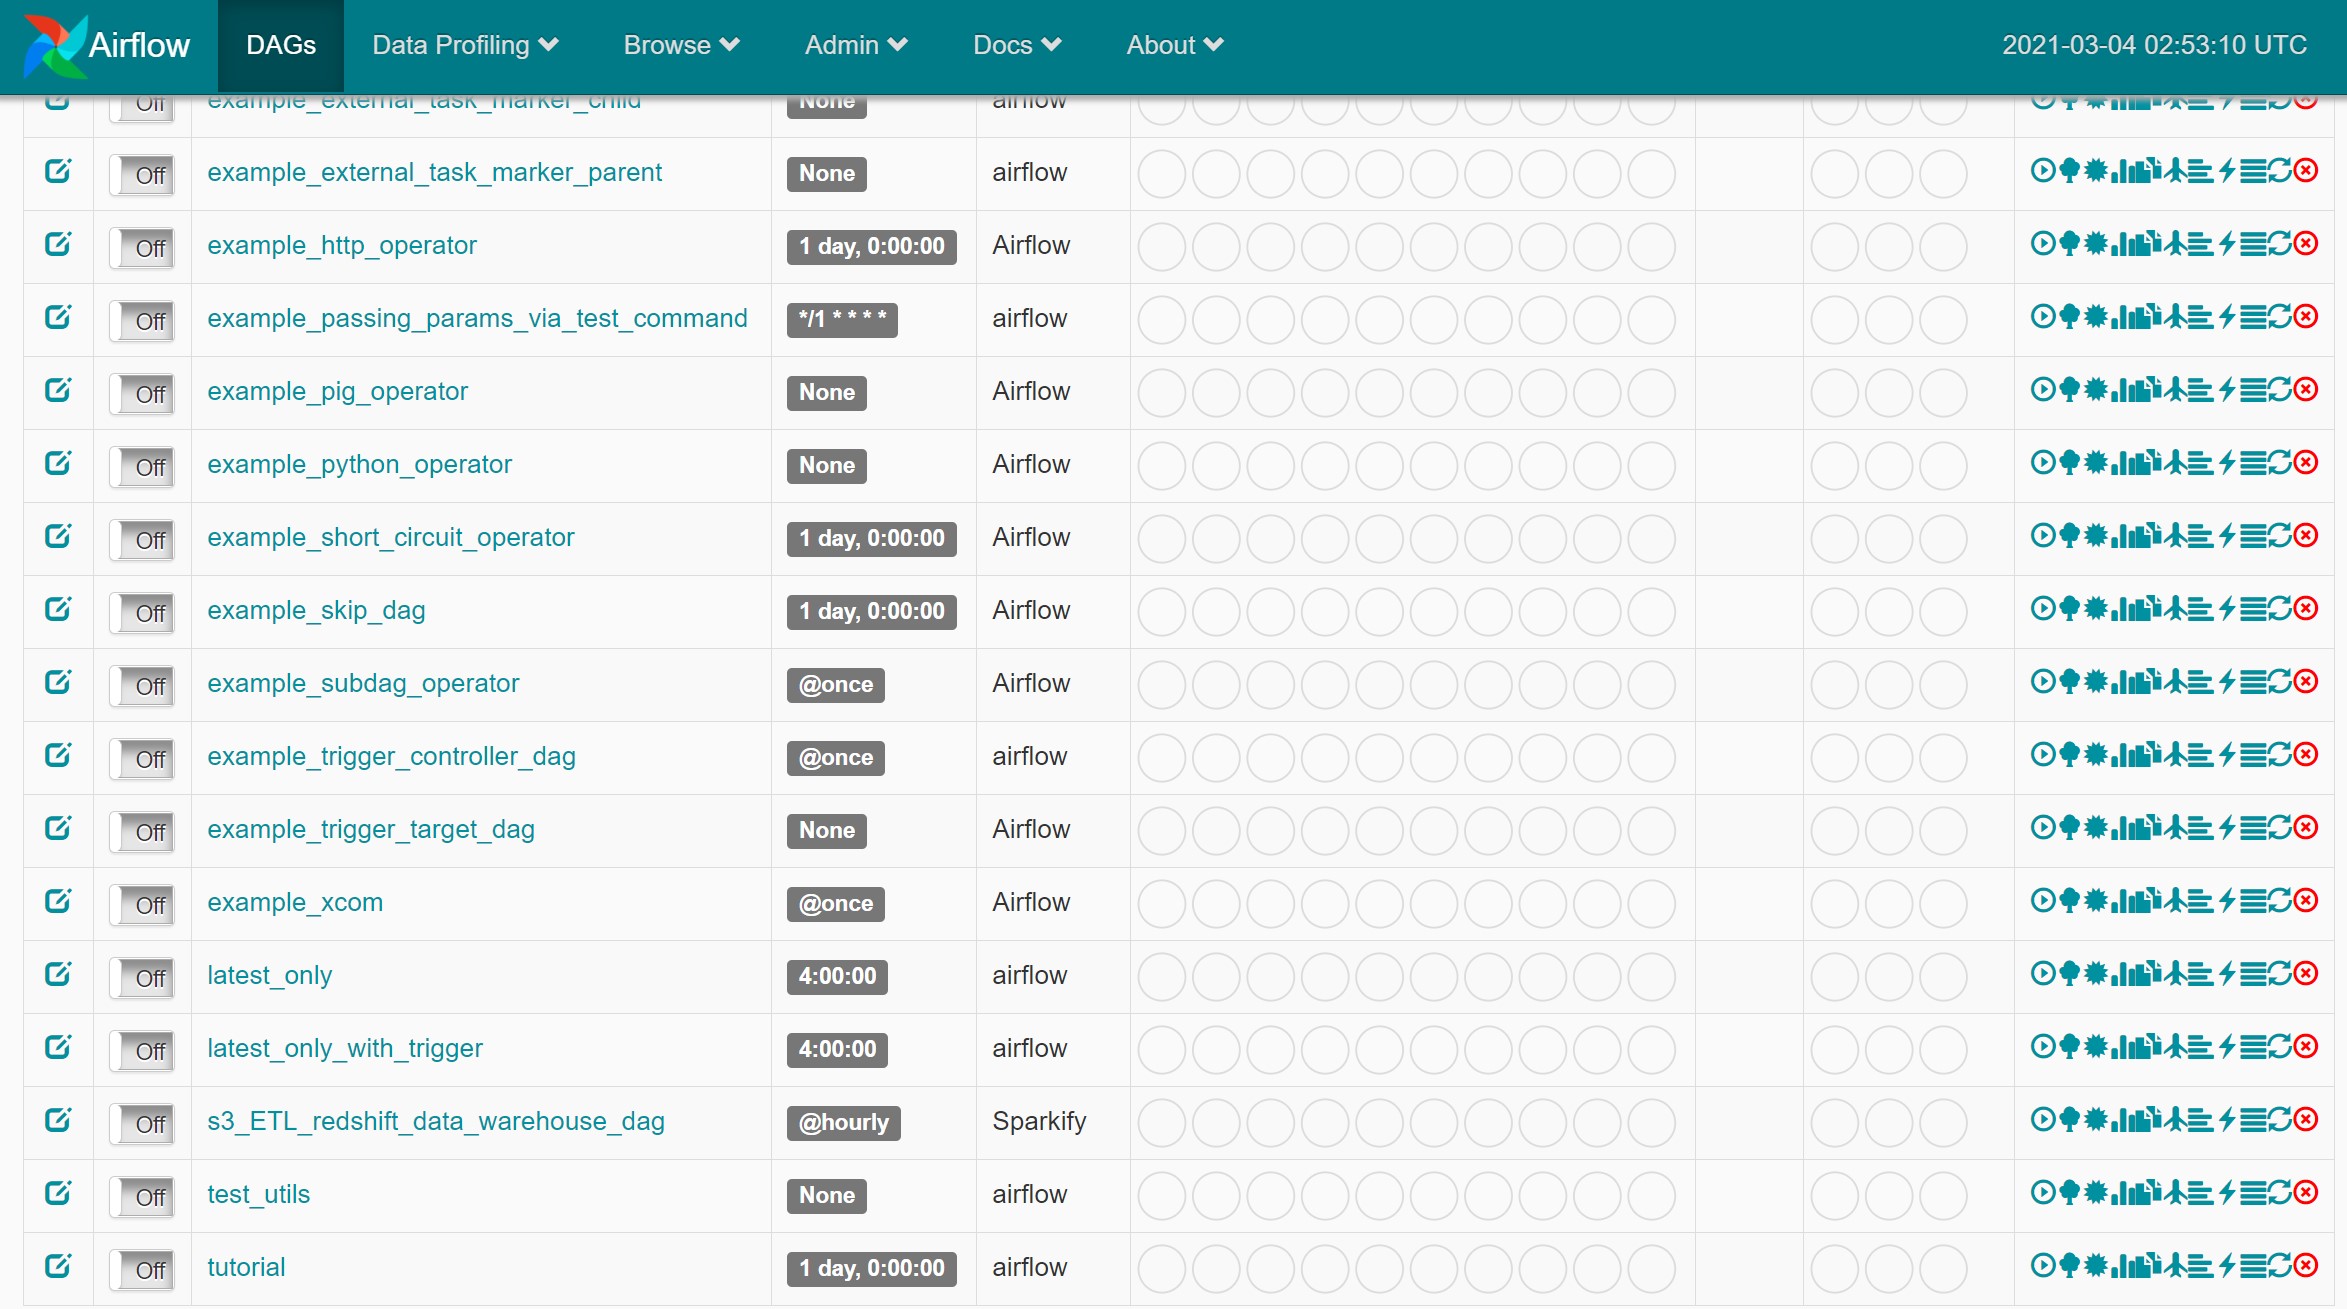 Airflow DAGs Data Profiling Browse Admin Docs About 2021-03-04 02:53:10 UTC
Off example_external_task_marker_child None airflow
Off example_external_task_marker_parent None airflow
Off example_http_operator 1 day, 0:00:00 Airflow
Off example_passing_params_via_test_command */1 * * * * airflow
Off example_pig_operator None Airflow
Off example_python_operator None Airflow
Off example_short_circuit_operator 1 day, 0:00:00 Airflow
Off example_skip_dag 1 day, 0:00:00 Airflow
Off example_subdag_operator @once Airflow
Off example_trigger_controller_dag @once airflow
Off example_trigger_target_dag None Airflow
Off example_xcom @once Airflow
Off latest_only 4:00:00 airflow
Off latest_only_with_trigger 4:00:00 airflow
Off s3_ETL_redshift_data_warehouse_dag @hourly Sparkify
Off test_utils None airflow
Off tutorial 1 day, 0:00:00 airflow